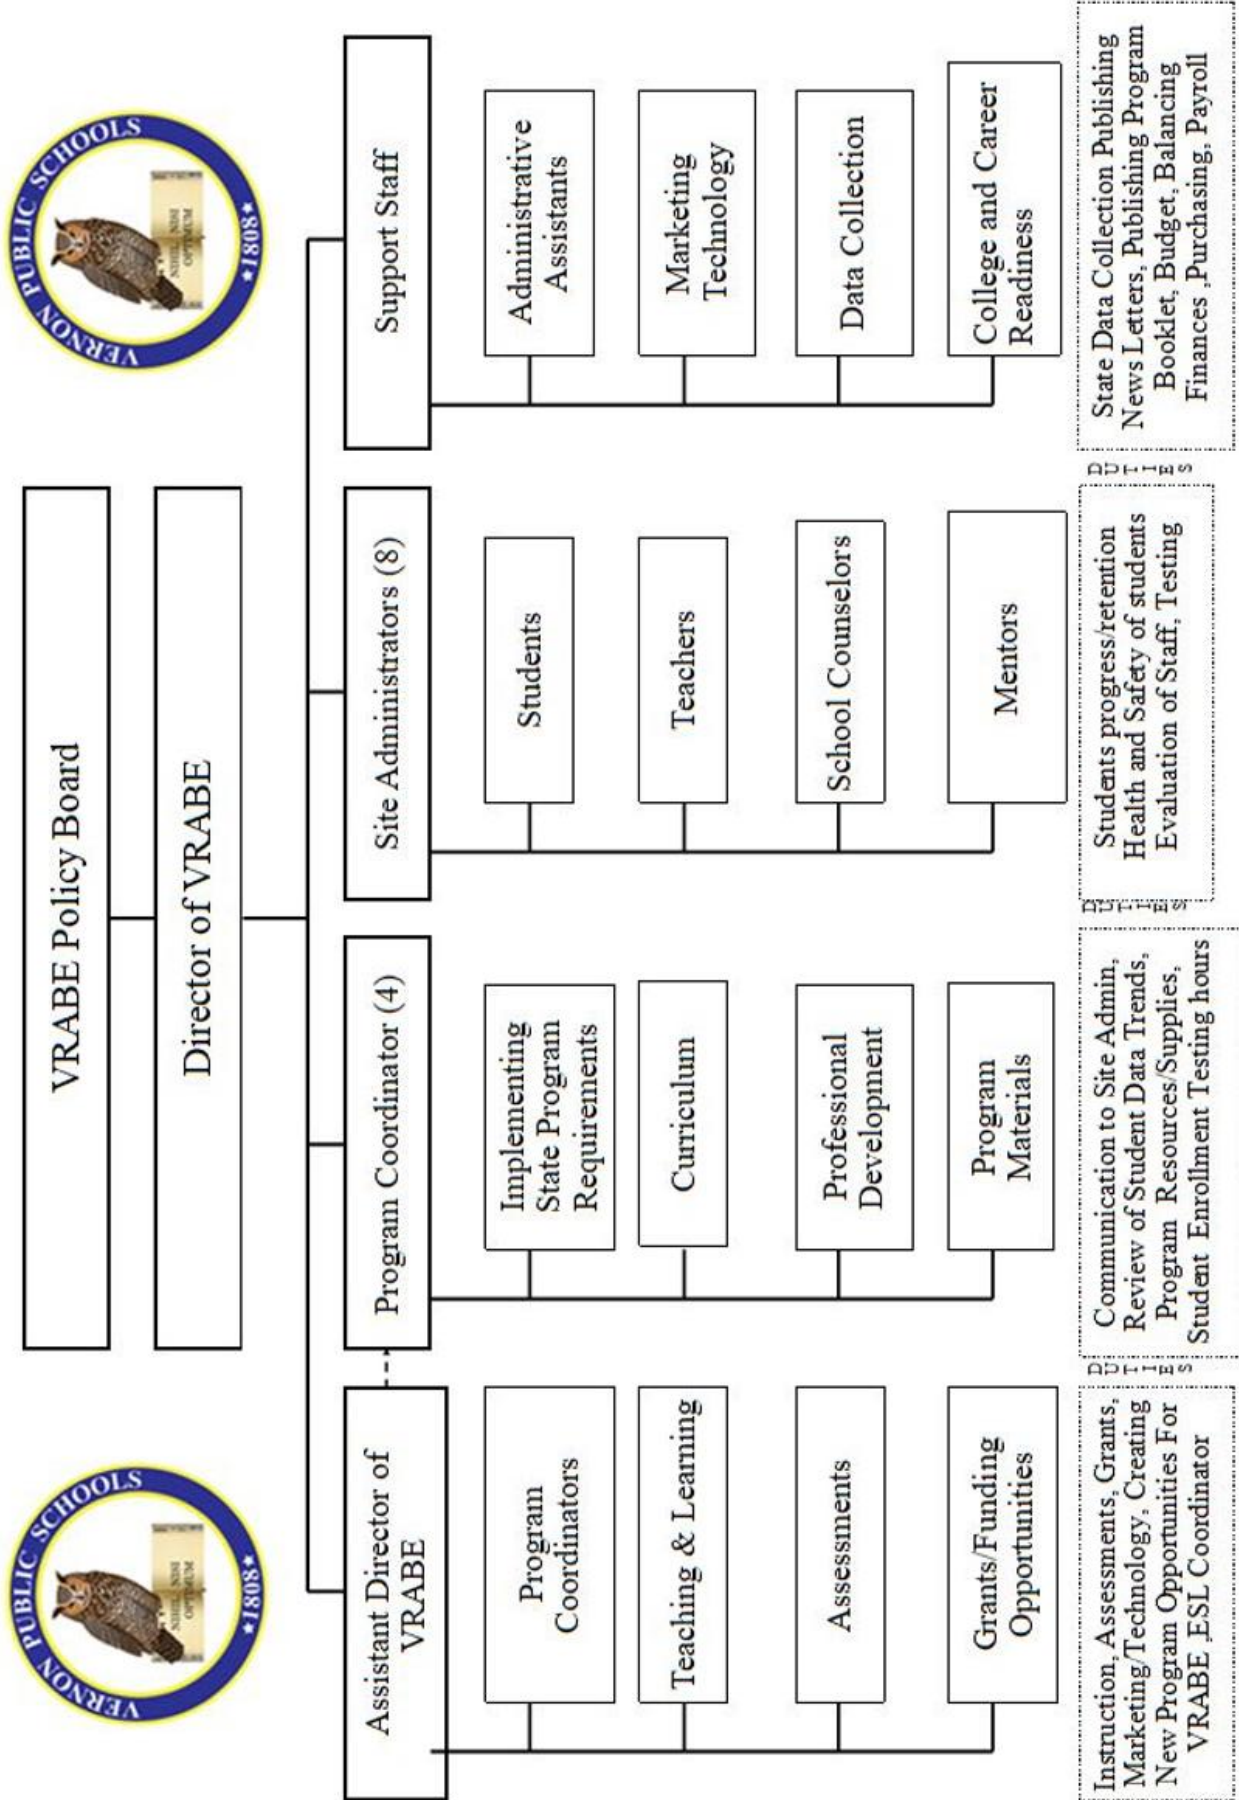 VERNON PUBLIC SCHOOLS
★1808★
NIHIL NISI
OPTIMUM
VERNON PUBLIC SCHOOLS
★1808★
NIHIL NISI
OPTIMUM
VRABE Policy Board
Director of VRABE
Assistant Director of
VRABE
Program
Coordinators
Teaching & Learning
Assessments
Grants/Funding
Opportunities
Instruction, Assessments, Grants,
Marketing/Technology, Creating
New Program Opportunities For
VRABE ,ESL Coordinator
DUTIES
Program Coordinator (4)
Implementing
State Program
Requirements
Curriculum
Professional
Development
Program
Materials
Communication to Site Admin,
Review of Student Data Trends,
Program Resources/Supplies,
Student Enrollment Testing hours
DUTIES
Site Administrators (8)
Students
Teachers
School Counselors
Mentors
Students progress/retention
Health and Safety of students
Evaluation of Staff, Testing
DUTIES
Support Staff
Administrative
Assistants
Marketing
Technology
Data Collection
College and Career
Readiness
State Data Collection Publishing
News Letters, Publishing Program
Booklet, Budget, Balancing
Finances ,Purchasing, Payroll